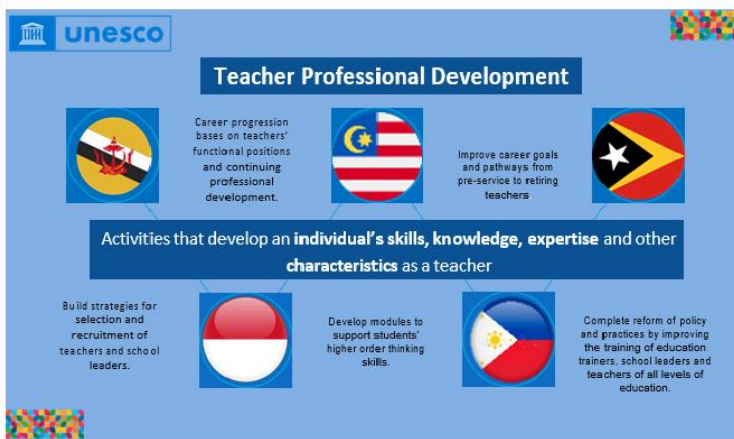 unesco
Teacher Professional Development
Career progression
bases on teachers'
functional positions
and continuing
professional
development.
Improve career goals
and pathways from
pre-service to retiring
teachers
Activities that develop an individual's skills, knowledge, expertise and other
characteristics as a teacher
Build strategies for
selection and
recruitment of
teachers and school
leaders.
Develop modules to
support students'
higher order thinking
skills.
Complete reform of policy
and practices by improving
the training of education
trainers, school leaders and
teachers of all levels of
education.